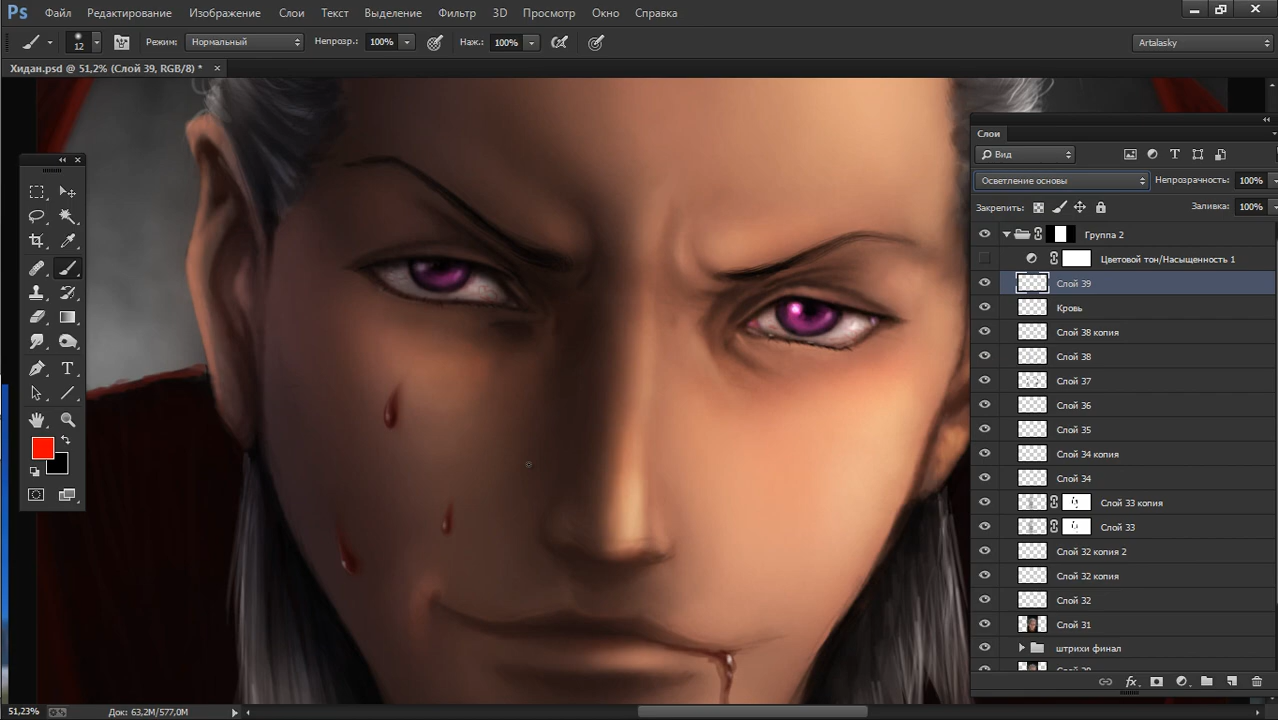 Ps Файл Редактирование Изображение Слои Текст Выделение Фильтр 3D Просмотр Окно Справка
12 Режим: Нормальный Непрозр.: 100% Наж.: 100% Artalasky
Хидан.psd @ 51,2% (Слой 39, RGB/8) * ×
Слои
Вид
Осветление основы Непрозрачность: 100%
Закрепить: Заливка: 100%
Группа 2
Цветовой тон/Насыщенность 1
Слой 39
Кровь
Слой 38 копия
Слой 38
Слой 37
Слой 36
Слой 35
Слой 34 копия
Слой 34
Слой 33 копия
Слой 33
Слой 32 копия 2
Слой 32 копия
Слой 32
Слой 31
штрихи финал
fx
51,23% Док: 63,2M/577,0M